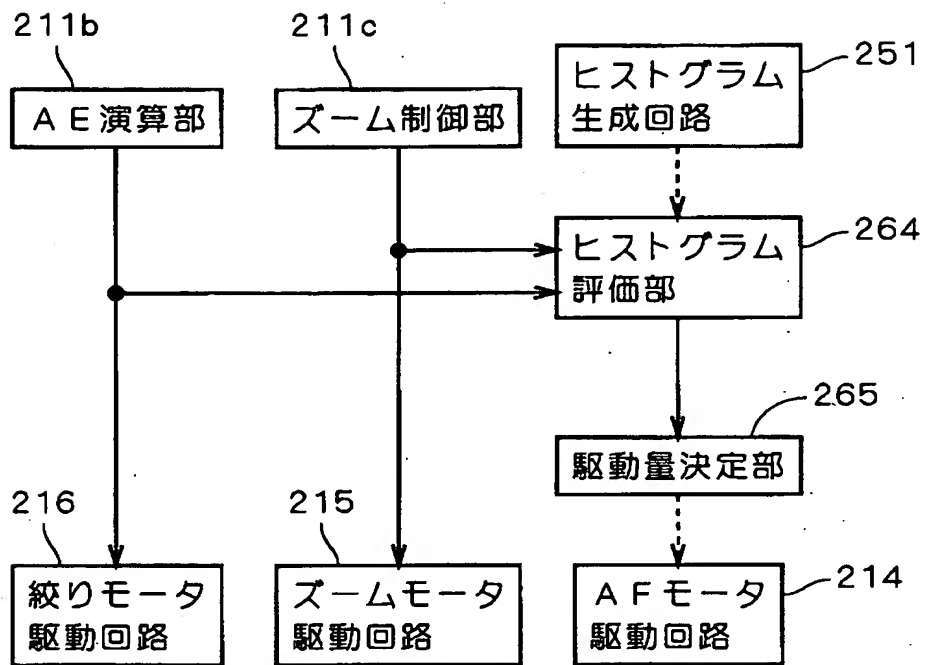 211b
211c
251
ＡＥ演算部
ズーム制御部
ヒストグラム
生成回路
264
ヒストグラム
評価部
265
駆動量決定部
216
215
214
絞りモータ
駆動回路
ズームモータ
駆動回路
ＡＦモータ
駆動回路